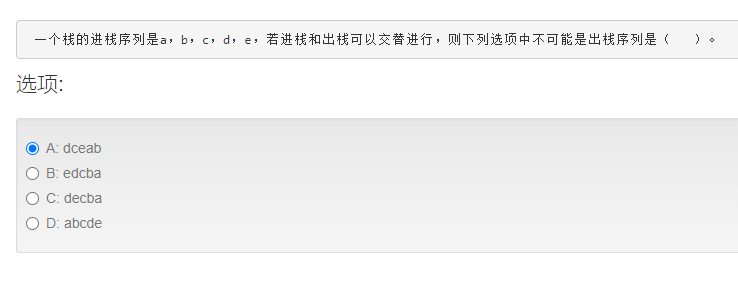 一个栈的进栈序列是a，b，c，d，e，若进栈和出栈可以交替进行，则下列选项中不可能是出栈序列是（　　）。
选项:
A: dceab
B: edcba
C: decba
D: abcde